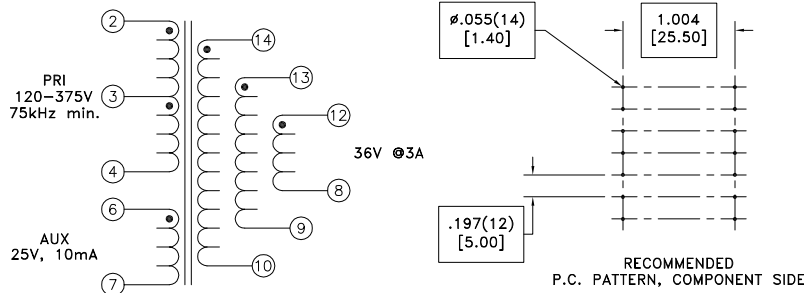 2
14
PRI
120-375V
75kHz min.
3
13
12
36V @3A
4
8
6
9
AUX
25V, 10mA
7
10
ø.055(14)
[1.40]
1.004
[25.50]
.197(12)
[5.00]
RECOMMENDED
P.C. PATTERN, COMPONENT SIDE